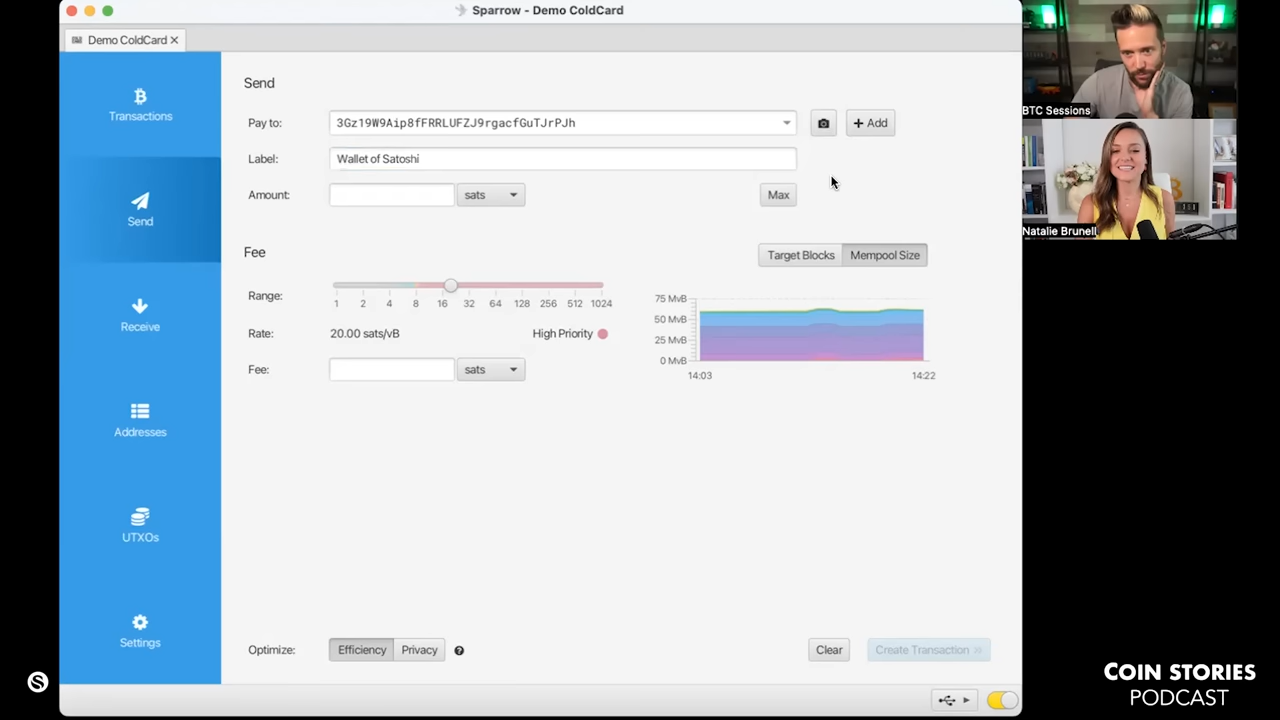 Sparrow - Demo ColdCard
Demo ColdCard
Transactions
Send
Receive
Addresses
UTXOs
Settings
Send
Pay to: 3GS9W9Aip8fFRRLUFZJ9rgacfGuTJrPJh + Add
Label: Wallet of Satoshi
Amount: sats Max
Fee Target Blocks Mempool Size
Range: 1 2 4 8 16 32 64 128 256 512 1024
Rate: 20.00 sats/vB High Priority
Fee: sats
75 MvB
50 MvB
25 MvB
0 MvB
14:03 14:22
Optimize: Efficiency Privacy ? Clear Create Transaction »
BTC Sessions
Natalie Brunell
S
COIN STORIES
PODCAST